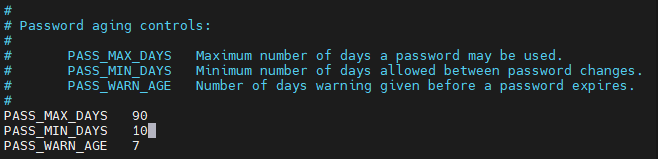 #
# Password aging controls:
#
#       PASS_MAX_DAYS   Maximum number of days a password may be used.
#       PASS_MIN_DAYS   Minimum number of days allowed between password changes.
#       PASS_WARN_AGE   Number of days warning given before a password expires.
#
PASS_MAX_DAYS   90
PASS_MIN_DAYS   10
PASS_WARN_AGE   7